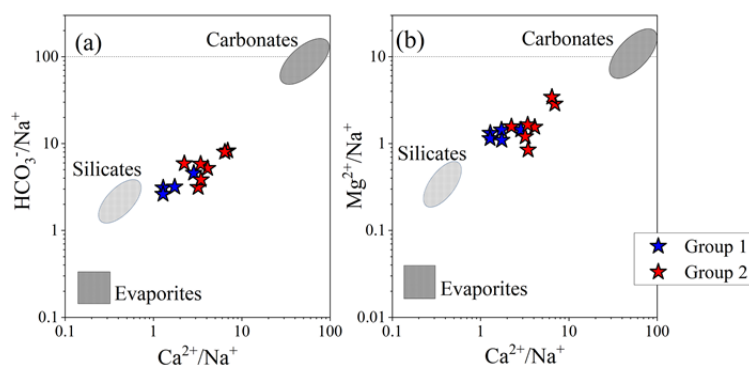 (a)
Carbonates
100
10
1
0.1
HCO₃⁻/Na⁺
Silicates
Evaporites
0.1 1 10 100
Ca²⁺/Na⁺
(b)
Carbonates
10
1
0.1
0.01
Mg²⁺/Na⁺
Silicates
Evaporites
0.1 1 10 100
Ca²⁺/Na⁺
Group 1
Group 2